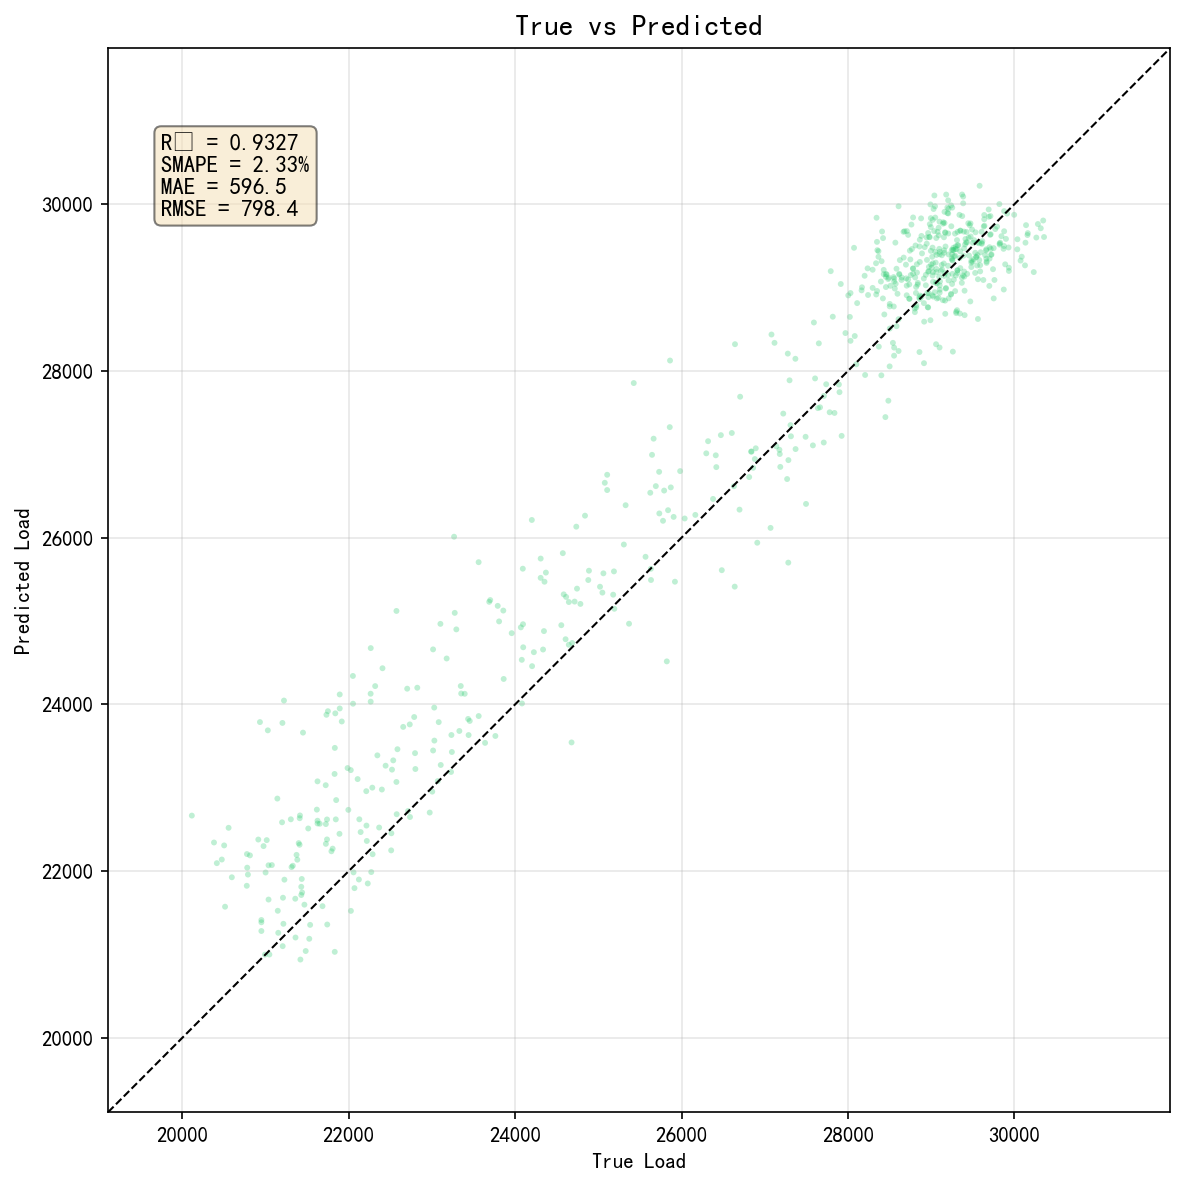 True vs Predicted
R□□ = 0.9327
SMAPE = 2.33%
MAE = 596.5
RMSE = 798.4
30000
28000
26000
24000
22000
20000
Predicted Load
20000 22000 24000 26000 28000 30000
True Load